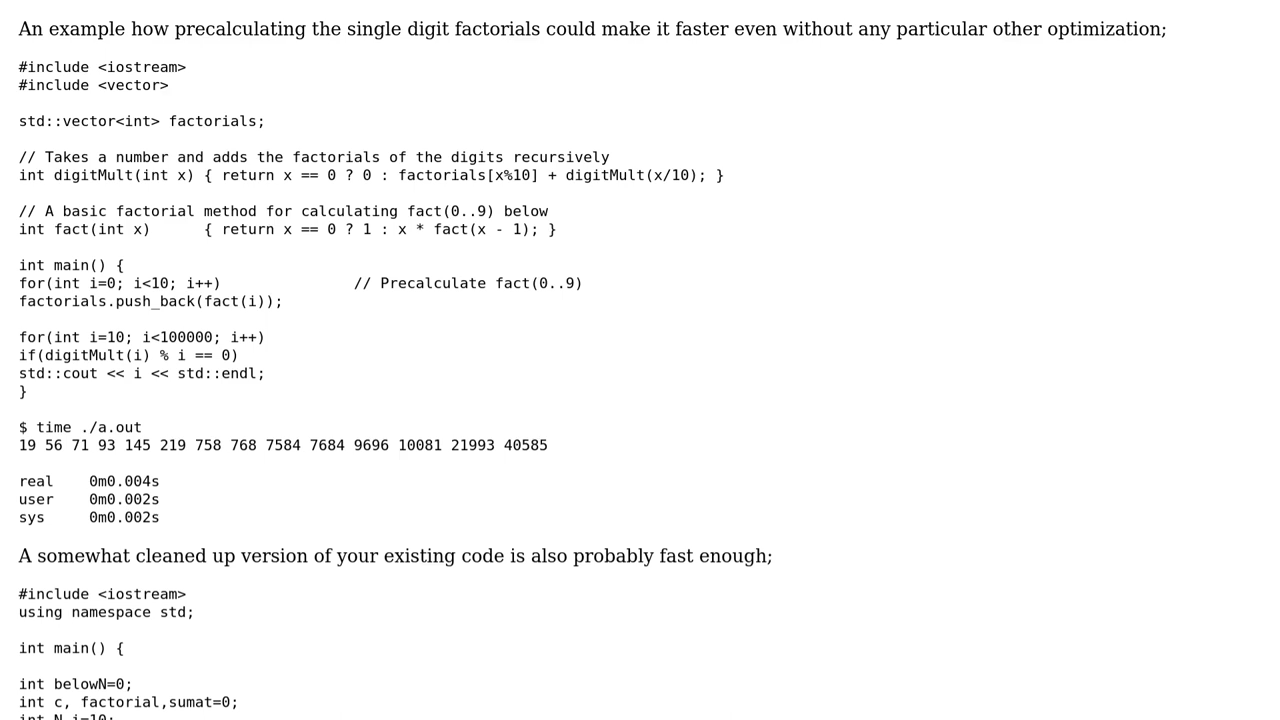 An example how precalculating the single digit factorials could make it faster even without any particular other optimization;
#include <iostream>
#include <vector>
std::vector<int> factorials;
// Takes a number and adds the factorials of the digits recursively
int digitMult(int x) { return x == 0 ? 0 : factorials[x%10] + digitMult(x/10); }
// A basic factorial method for calculating fact(0..9) below
int fact(int x)      { return x == 0 ? 1 : x * fact(x - 1); }
int main() {
for(int i=0; i<10; i++)               // Precalculate fact(0..9)
factorials.push_back(fact(i));
for(int i=10; i<100000; i++)
if(digitMult(i) % i == 0)
std::cout << i << std::endl;
}
$ time ./a.out
19 56 71 93 145 219 758 768 7584 7684 9696 10081 21993 40585
real    0m0.004s
user    0m0.002s
sys     0m0.002s
A somewhat cleaned up version of your existing code is also probably fast enough;
#include <iostream>
using namespace std;
int main() {
int belowN=0;
int c, factorial,sumat=0;
int N,i=10;